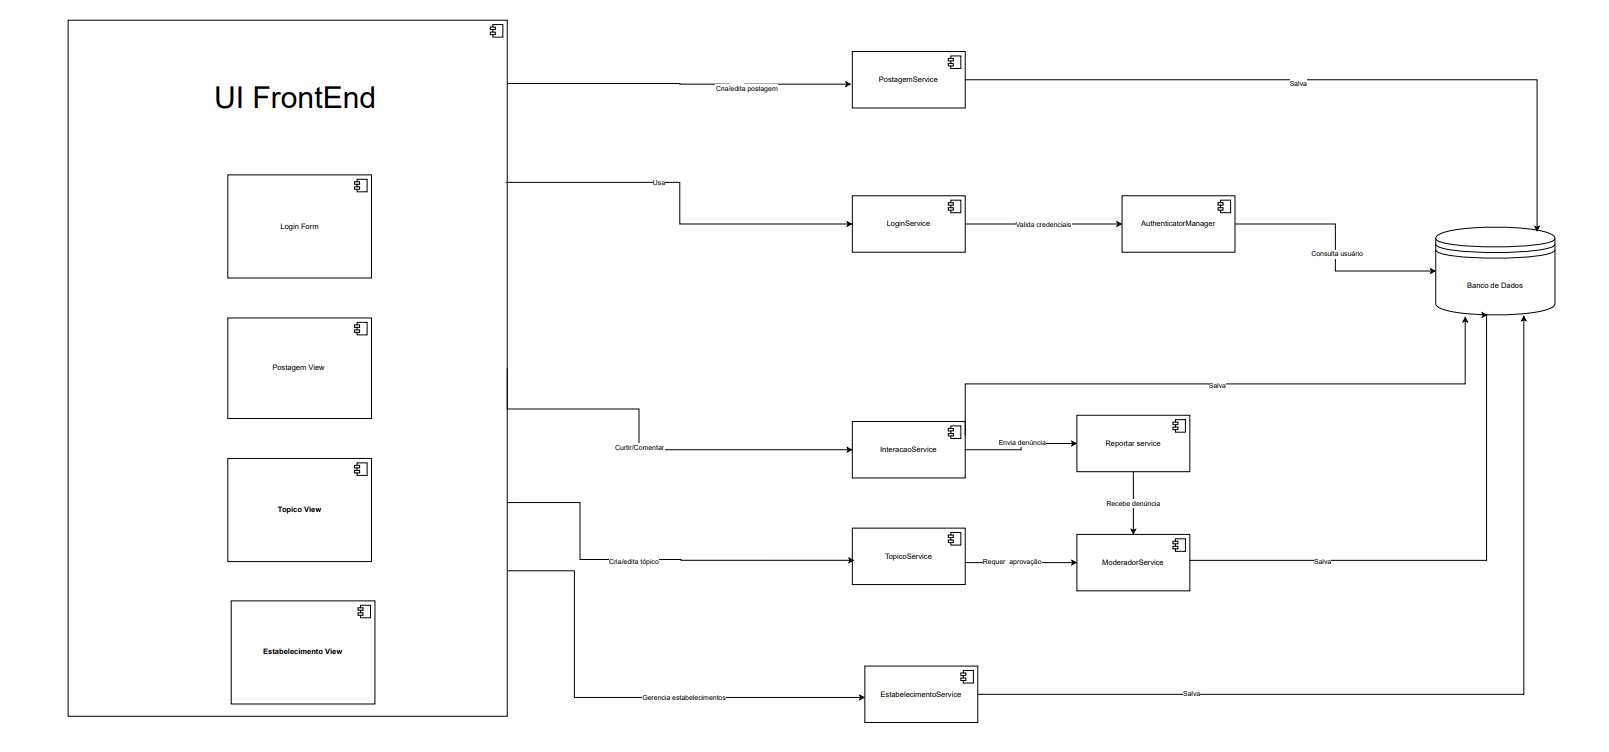 UI FrontEnd
Login Form
Postagem View
Topico View
Estabelecimento View
Cria/edita postagem
PostagemService
Salva
Usa
LoginService
Valida credenciais
AuthenticatorManager
Consulta usuário
Banco de Dados
Curtir/Comentar
InteracaoService
Salva
Envia denúncia
Reportar service
Recebe denúncia
Cria/edita tópico
TopicoService
Requer aprovação
ModeradorService
Salva
Gerencia estabelecimentos
EstabelecimentoService
Salva